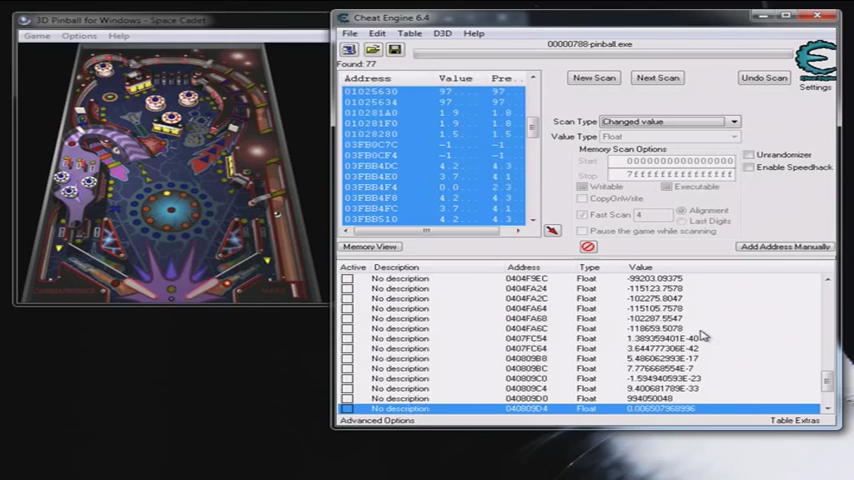 3D Pinball for Windows - Space Cadet
Game Options Help
Cheat Engine 6.4
File Edit Table D3D Help
00000788-pinball.exe
Found: 77
Address Value Pre..
01025630 97... 97...
01025634 97... 97...
010281A0 1.9... 1.8...
010281F0 1.9... 1.9...
01028280 1.5... 1.5...
03FB0C7C -1 -1
03FB0CF4 -1 -1
03FBB4DC 4.2... 4.3...
03FBB4E0 3.7... 4.1...
03FBB4F4 0.0... 2.3...
03FBB4F8 4.2... 4.3...
03FBB4FC 3.7... 4.1...
03FBB510 4.2... 4.3...
New Scan Next Scan Undo Scan
Settings
Scan Type Changed value
Value Type Float
Memory Scan Options
Start 0000000000000000
Stop 7fffffffffffffff
Writable Executable
CopyOnWrite
Fast Scan 4 Alignment
Last Digits
Pause the game while scanning
Unrandomizer
Enable Speedhack
Memory View Add Address Manually
Active Description Address Type Value
No description 0404F9EC Float -99203.09375
No description 0404FA24 Float -115123.7578
No description 0404FA2C Float -102275.8047
No description 0404FA64 Float -115105.7578
No description 0404FA68 Float -102287.5547
No description 0404FA6C Float -118659.5078
No description 0407FC54 Float 1.389359401E-40
No description 0407FC64 Float 3.644777306E-42
No description 040809B8 Float 5.486062993E-17
No description 040809BC Float 7.776668554E-7
No description 040809C0 Float -1.594940593E-23
No description 040809C4 Float 9.400681789E-33
No description 040809D0 Float 994050048
No description 040809D4 Float 0.006507968996
Advanced Options Table Extras